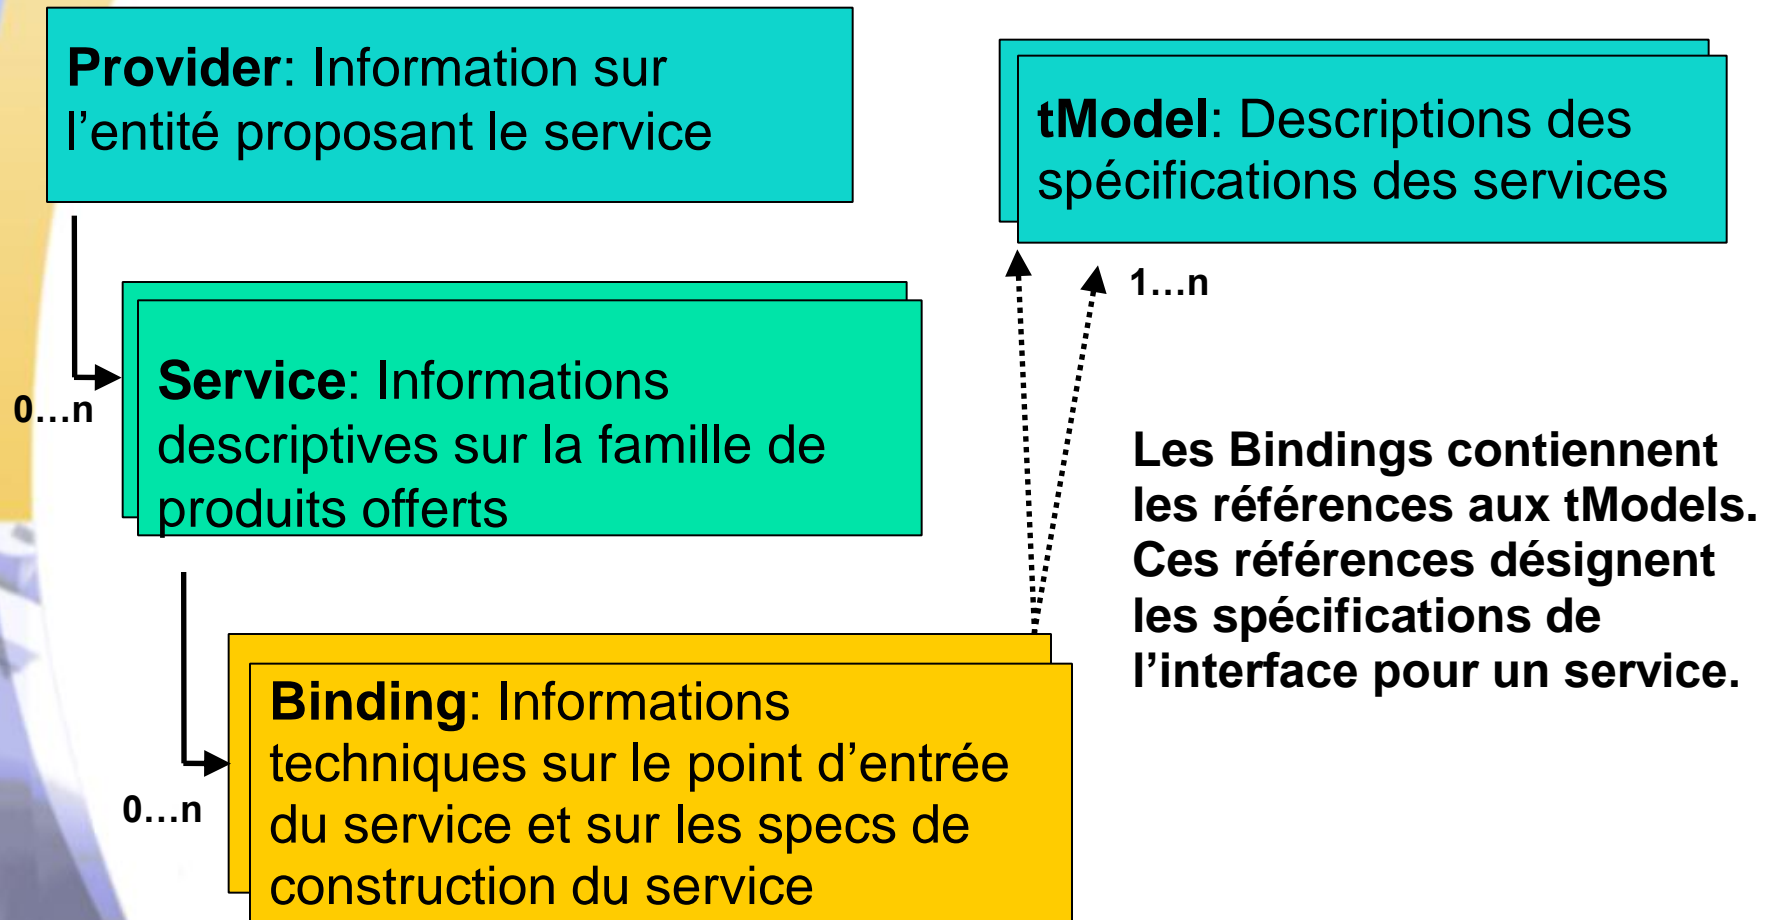 Provider: Information sur
l’entité proposant le service
tModel: Descriptions des
spécifications des services
1…n
0…n
Service: Informations
descriptives sur la famille de
produits offerts
Les Bindings contiennent
les références aux tModels.
Ces références désignent
les spécifications de
l’interface pour un service.
0…n
Binding: Informations
techniques sur le point d’entrée
du service et sur les specs de
construction du service